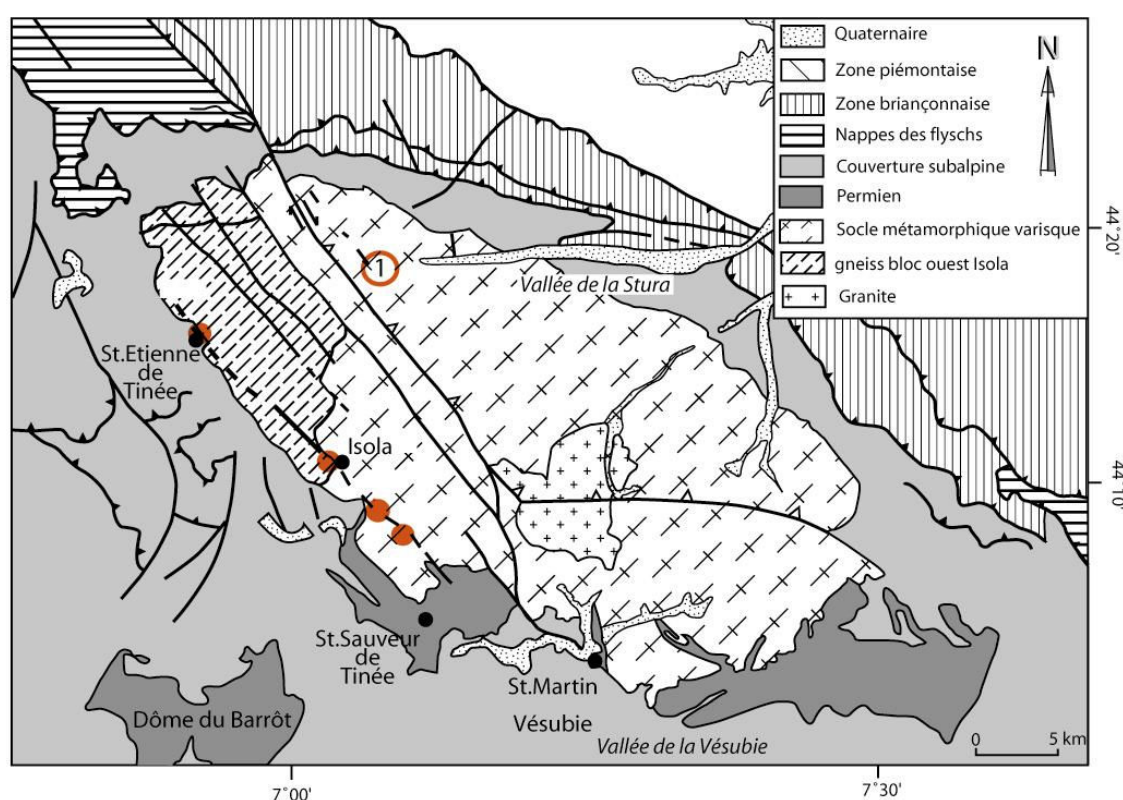 Quaternaire
Zone piémontaise
Zone briançonnaise
Nappes des flyschs
Couverture subalpine
Permien
Socle métamorphique varisque
gneiss bloc ouest Isola
Granite
N
44°20'
44°10'
1
Vallée de la Stura
St.Etienne
de
Tinée
Isola
St.Sauveur
de
Tinée
St.Martin
Vésubie
Dôme du Barrôt
Vallée de la Vésubie
0 5 km
7°00'
7°30'